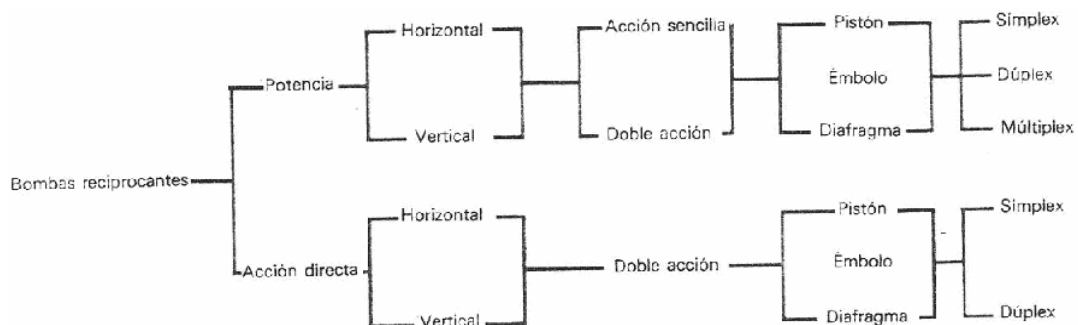 Bombas reciprocantes
Potencia
Horizontal
Vertical
Acción sencilla
Doble acción
Pistón
Émbolo
Diafragma
Símplex
Dúplex
Múltiplex
Acción directa
Horizontal
Vertical
Doble acción
Pistón
Émbolo
Diafragma
Símplex
Dúplex